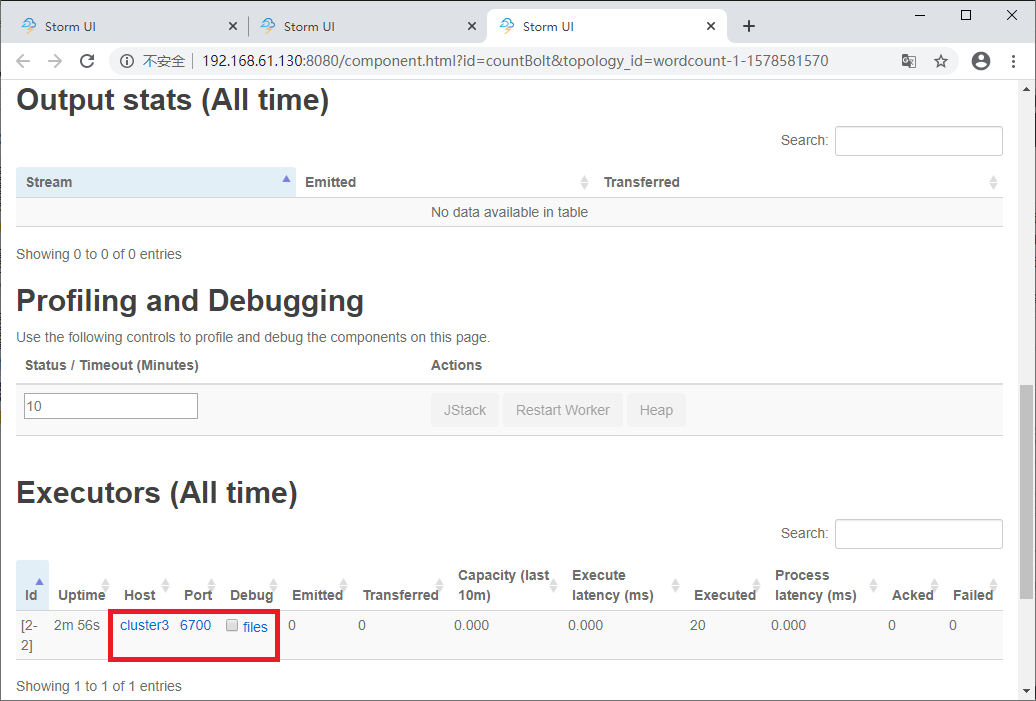 Storm UI
Storm UI
Storm UI
不安全 192.168.61.130:8080/component.html?id=countBolt&topology_id=wordcount-1-1578581570
Output stats (All time)
Search:
Stream Emitted Transferred
No data available in table
Showing 0 to 0 of 0 entries
Profiling and Debugging
Use the following controls to profile and debug the components on this page.
Status / Timeout (Minutes) Actions
10 JStack Restart Worker Heap
Executors (All time)
Search:
Capacity (last Execute Process
Id Uptime Host Port Debug Emitted Transferred 10m) latency (ms) Executed latency (ms) Acked Failed
[2- 2m 56s cluster3 6700 files 0 0 0.000 0.000 20 0.000 0 0
2]
Showing 1 to 1 of 1 entries